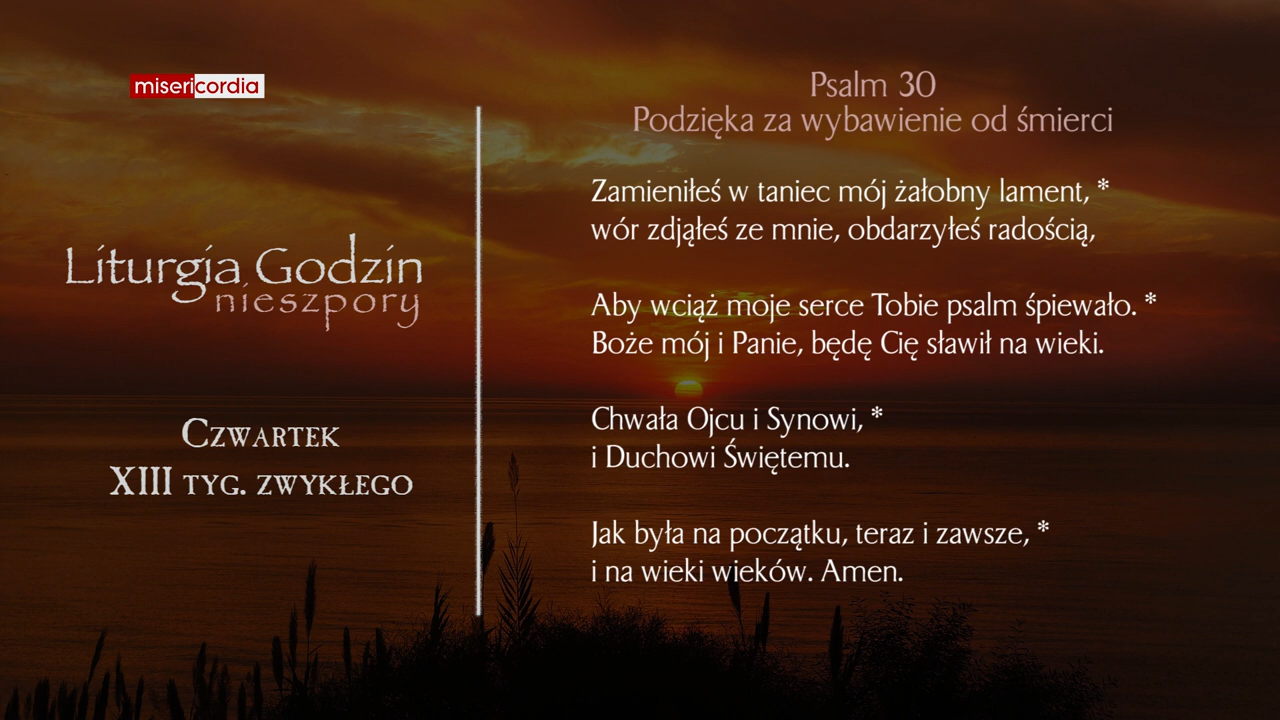 misericordia
Liturgia Godzin
nieszpory
Czwartek
XIII tyg. zwykłego
Psalm 30
Podzięka za wybawienie od śmierci
Zamieniłeś w taniec mój żałobny lament, *
wór zdjąłeś ze mnie, obdarzyłeś radością,
Aby wciąż moje serce Tobie psalm śpiewało. *
Boże mój i Panie, będę Cię sławił na wieki.
Chwała Ojcu i Synowi, *
i Duchowi Świętemu.
Jak była na początku, teraz i zawsze, *
i na wieki wieków. Amen.